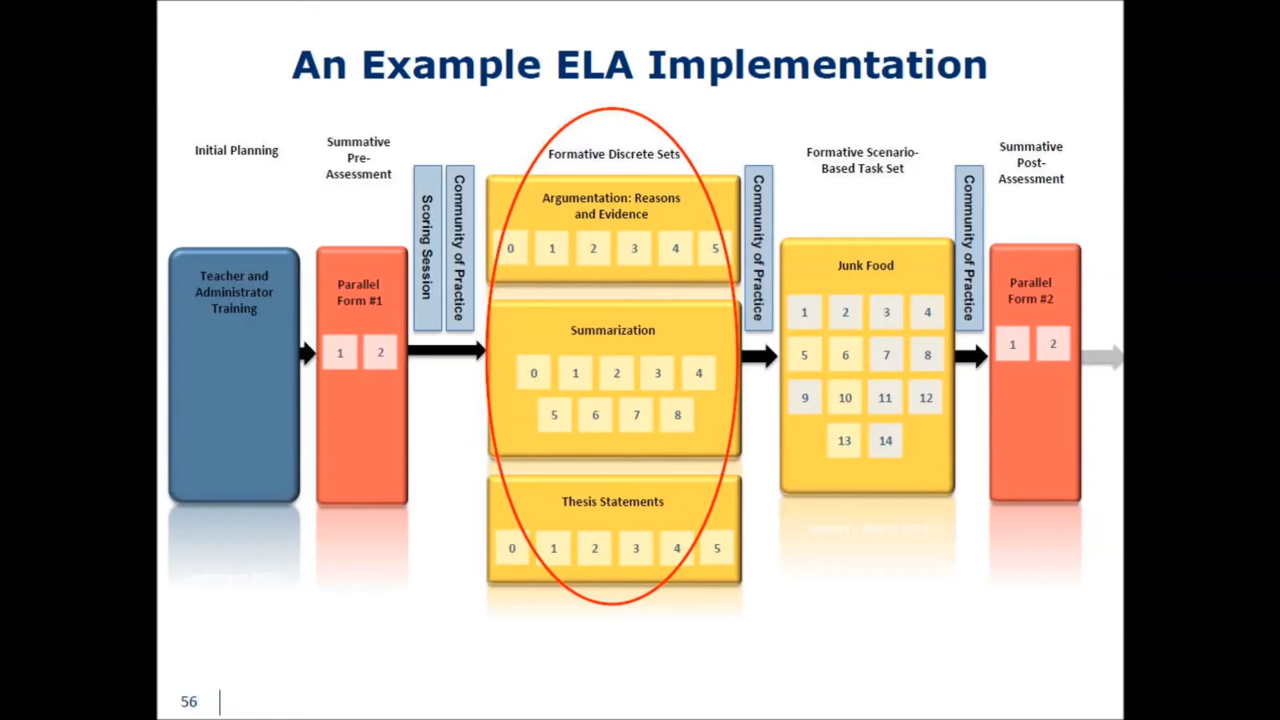 An Example ELA Implementation
Initial Planning
Teacher and
Administrator
Training
Summative
Pre-
Assessment
Parallel
Form #1
1 2
Scoring Session
Community of Practice
Formative Discrete Sets
Argumentation: Reasons
and Evidence
0 1 2 3 4 5
Summarization
0 1 2 3 4
5 6 7 8
Thesis Statements
0 1 2 3 4 5
Community of Practice
Formative Scenario-
Based Task Set
Junk Food
1 2 3 4
5 6 7 8
9 10 11 12
13 14
Community of Practice
Summative
Post-
Assessment
Parallel
Form #2
1 2
56